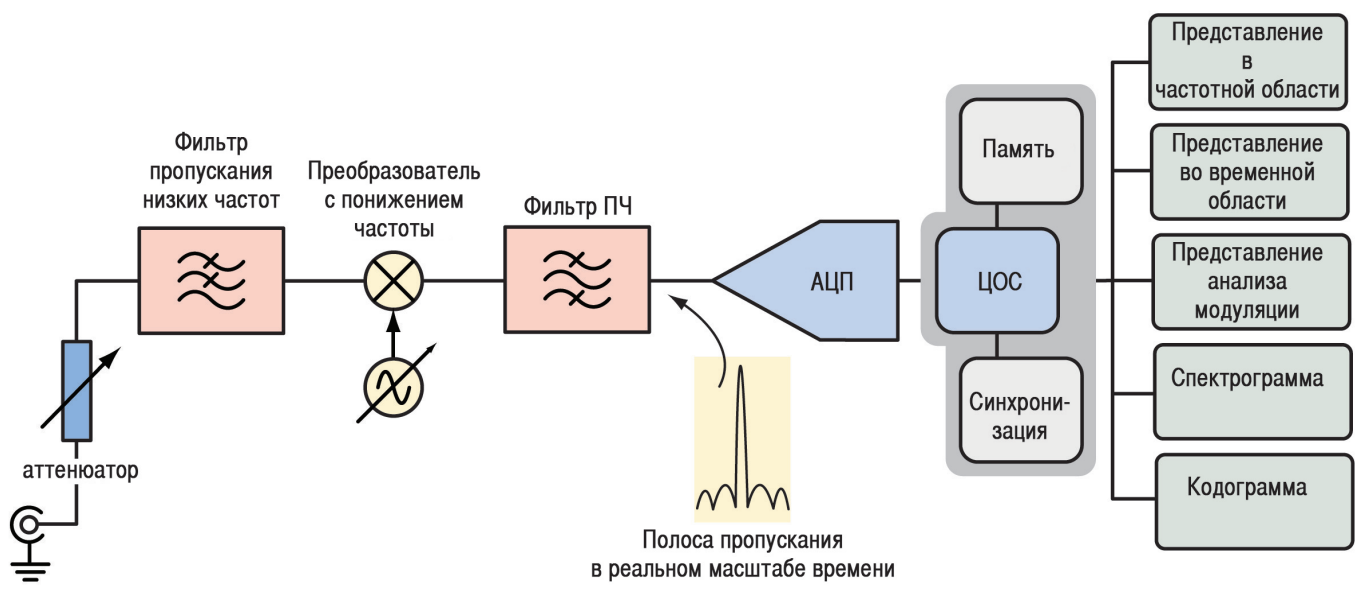 Фильтр
пропускания
низких частот
Преобразователь
с понижением
частоты
Фильтр ПЧ
АЦП
Память
ЦОС
Синхрони-
зация
аттенюатор
Полоса пропускания
в реальном масштабе времени
Представление
в
частотной области
Представление
во временной
области
Представление
анализа
модуляции
Спектрограмма
Кодограмма